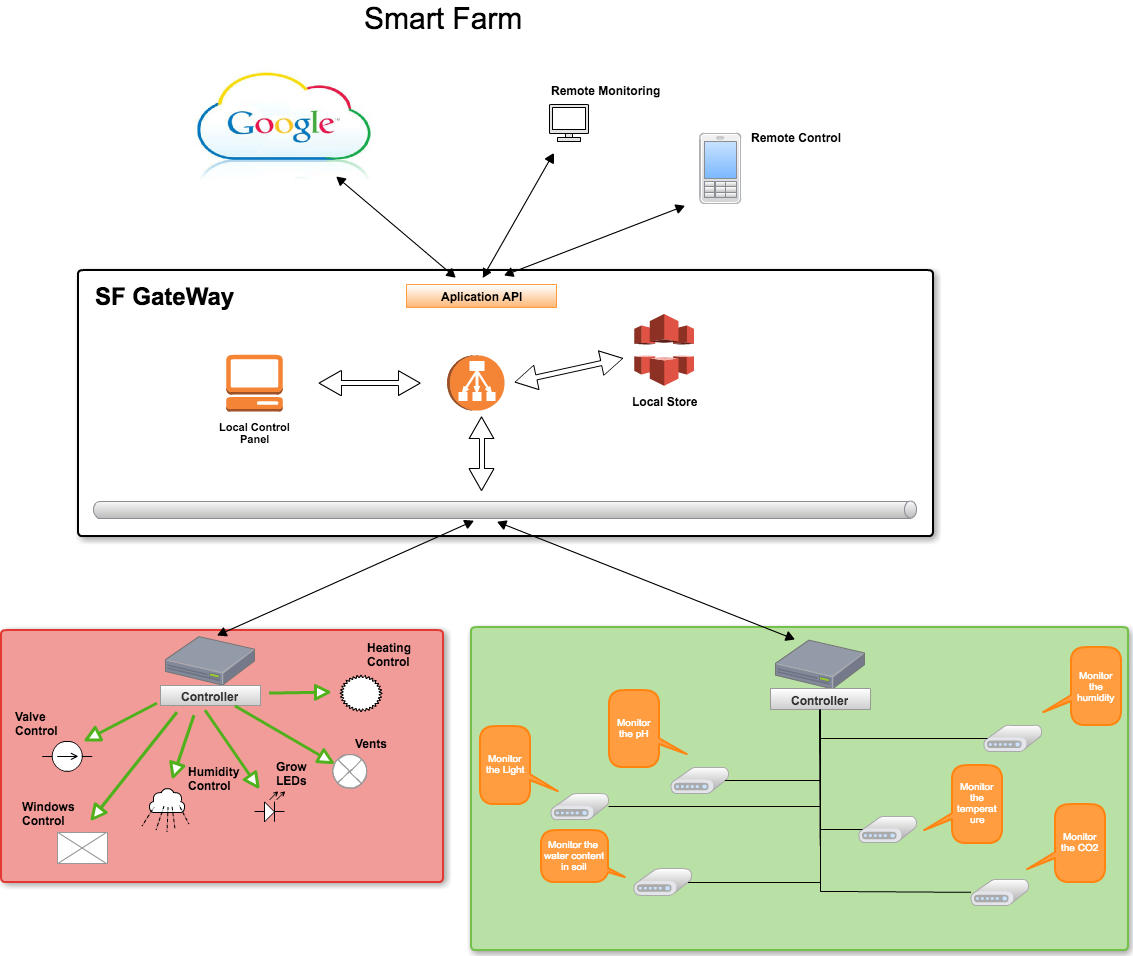 Smart Farm
Google
Remote Monitoring
Remote Control
SF GateWay
Aplication API
Local Control
Panel
Local Store
Controller
Heating
Control
Valve
Control
Vents
Humidity
Control
Grow
LEDs
Windows
Control
Controller
Monitor
the
humidity
Monitor
the pH
Monitor
the Light
Monitor
the
temperat
ure
Monitor the
water content
in soil
Monitor
the CO2